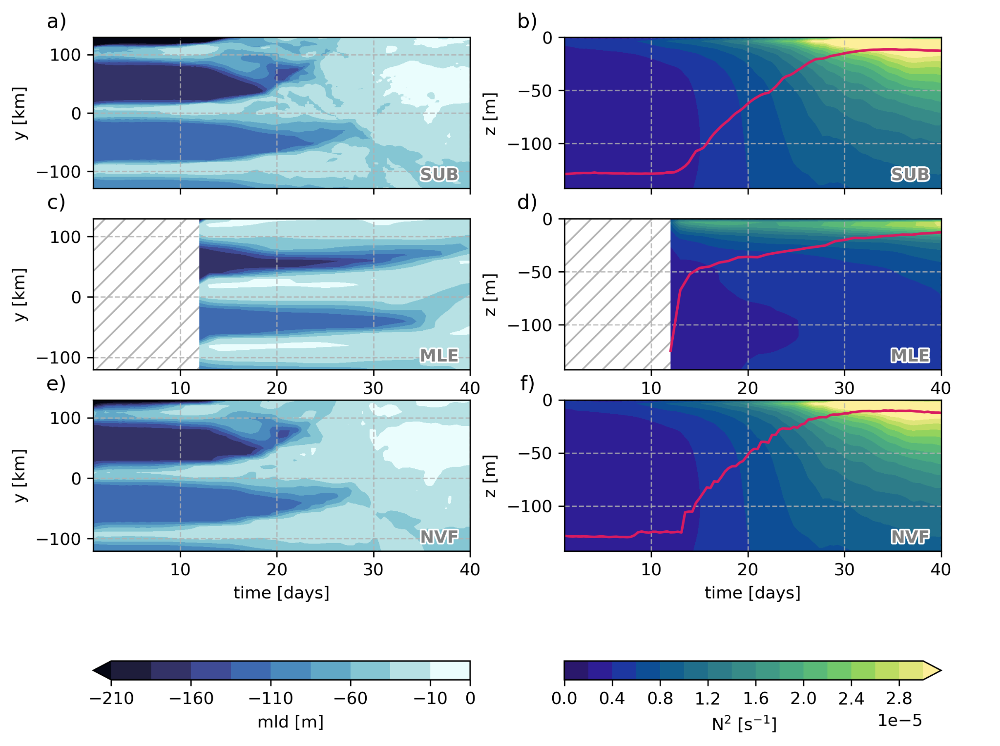 a)
b)
100
0
−100
y [km]
SUB
0
−50
−100
z [m]
SUB
c)
d)
100
0
−100
y [km]
MLE
10
20
30
40
0
−50
−100
z [m]
MLE
10
20
30
40
e)
f)
100
0
−100
y [km]
NVF
10
20
30
40
time [days]
0
−50
−100
z [m]
NVF
10
20
30
40
time [days]
−210
−160
−110
−60
−10
0
mld [m]
0.0
0.4
0.8
1.2
1.6
2.0
2.4
2.8
1e−5
N² [s⁻¹]